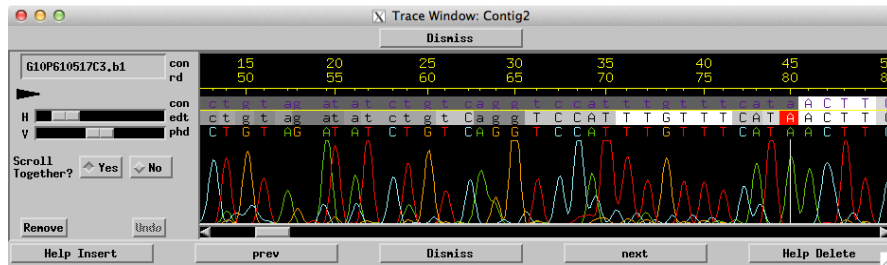 Trace Window: Contig2
Dismiss
G10PG10517C3.b1
con 15 20 25 30 35 40 45
rd 50 55 60 65 70 75 80
con c t g t a g a t a t c t g t c a g g t c c a t t t g t t t c a t a A C T T
H edt c t g t a g a t a t c t g t C a g g T C C A T T T G T T T C A T A A C T T
V phd C T G T A G A T A T C T G T C A G G T C C A T T T G T T T C A T A A C T T
Scroll
Together? Yes No
Remove Undo
Help Insert prev Dismiss next Help Delete